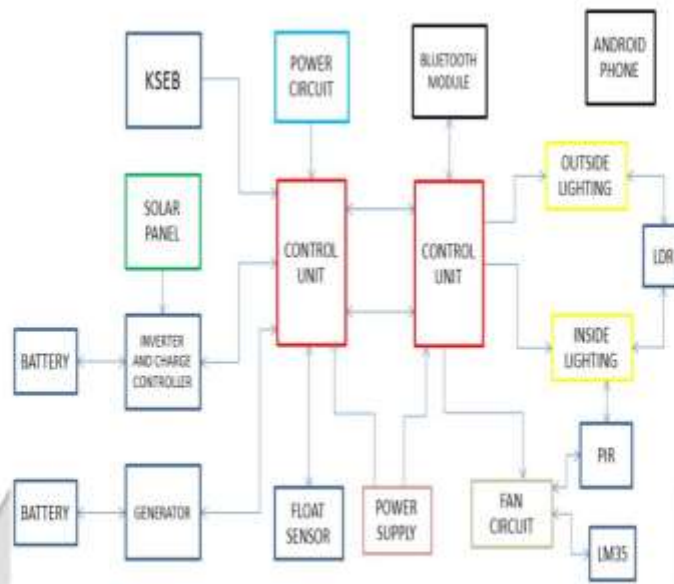 KSEB
POWER
CIRCUIT
BLUETOOTH
MODULE
ANDROID
PHONE
SOLAR
PANEL
CONTROL
UNIT
CONTROL
UNIT
OUTSIDE
LIGHTING
LDR
BATTERY
INVERTER
AND CHARGE
CONTROLLER
INSIDE
LIGHTING
BATTERY
GENERATOR
FLOAT
SENSOR
POWER
SUPPLY
FAN
CIRCUIT
PIR
LM35